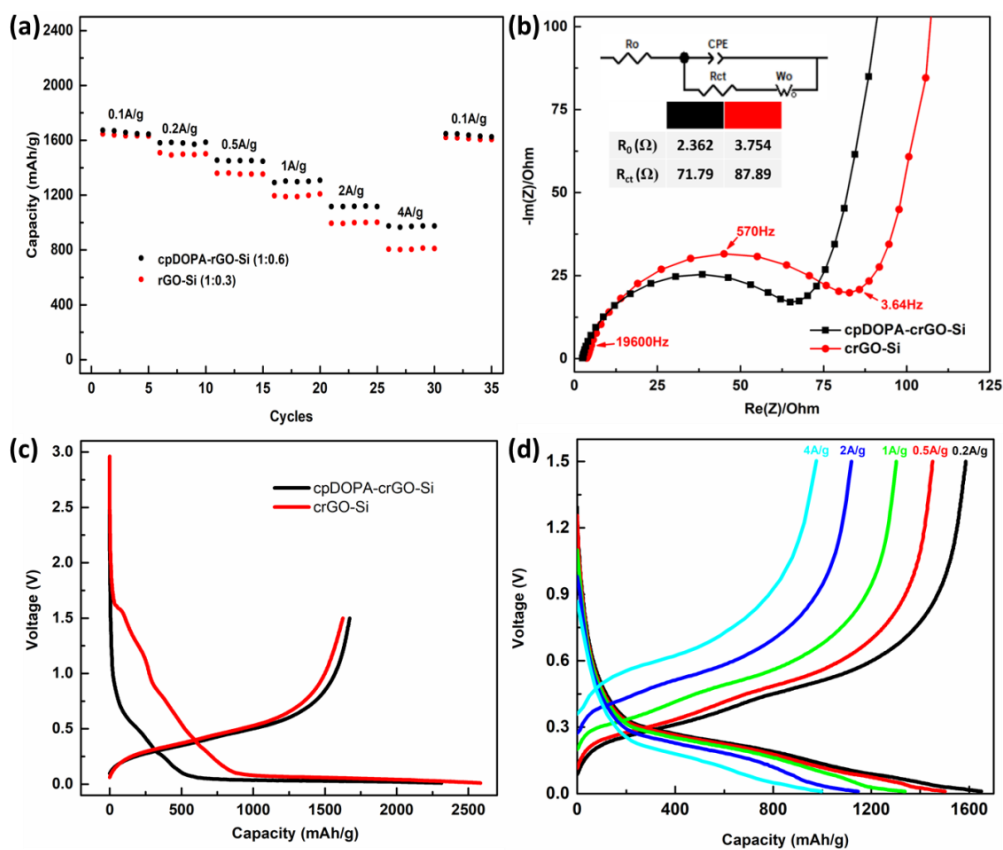 (a)
2400
2000
1600
1200
800
400
0
Capacity (mAh/g)
0.1A/g
0.2A/g
0.5A/g
1A/g
2A/g
4A/g
0.1A/g
cpDOPA-rGO-Si (1:0.6)
rGO-Si (1:0.3)
0 5 10 15 20 25 30 35
Cycles
(b)
-100
-75
-50
-25
0
-Im(Z)/Ohm
Ro
CPE
Rct
Wo
R0 (Ω) 2.362 3.754
Rct (Ω) 71.79 87.89
570Hz
3.64Hz
19600Hz
cpDOPA-crGO-Si
crGO-Si
0 25 50 75 100 125
Re(Z)/Ohm
(c)
3.0
2.5
2.0
1.5
1.0
0.5
0.0
Voltage (V)
cpDOPA-crGO-Si
crGO-Si
0 500 1000 1500 2000 2500
Capacity (mAh/g)
(d)
1.5
1.2
0.9
0.6
0.3
0.0
Voltage (V)
4A/g 2A/g 1A/g 0.5A/g 0.2A/g
0 400 800 1200 1600
Capacity (mAh/g)